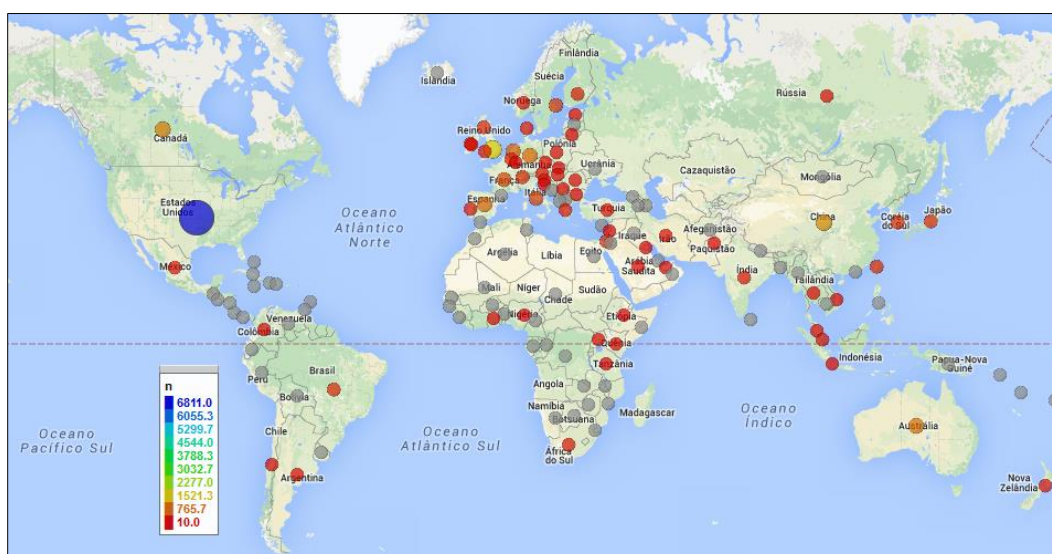 Islândia
Finlândia
Suécia
Noruega
Rússia
Canadá
Reino Unido
Polônia
Alemanha
Ucrânia
Cazaquistão
Mongólia
França
Itália
Espanha
Turquia
Estados
Unidos
Oceano
Atlântico
Norte
China
Coréia
do Sul
Japão
Afeganistão
Iraque
Irão
Paquistão
Argélia
Líbia
Egito
Arábia
Saudita
México
Índia
Tailândia
Mali
Níger
Chade
Sudão
Nigéria
Etiópia
Venezuela
Colômbia
Quênia
Indonésia
Papua-Nova
Guiné
Tanzânia
Peru
Brasil
Bolívia
Angola
Namíbia
Botsuana
Madagascar
Oceano
Índico
Chile
Oceano
Pacífico Sul
Oceano
Atlântico Sul
África
do Sul
Austrália
Argentina
Nova
Zelândia
n
6811.0
6055.3
5299.7
4544.0
3788.3
3032.7
2277.0
1521.3
765.7
10.0